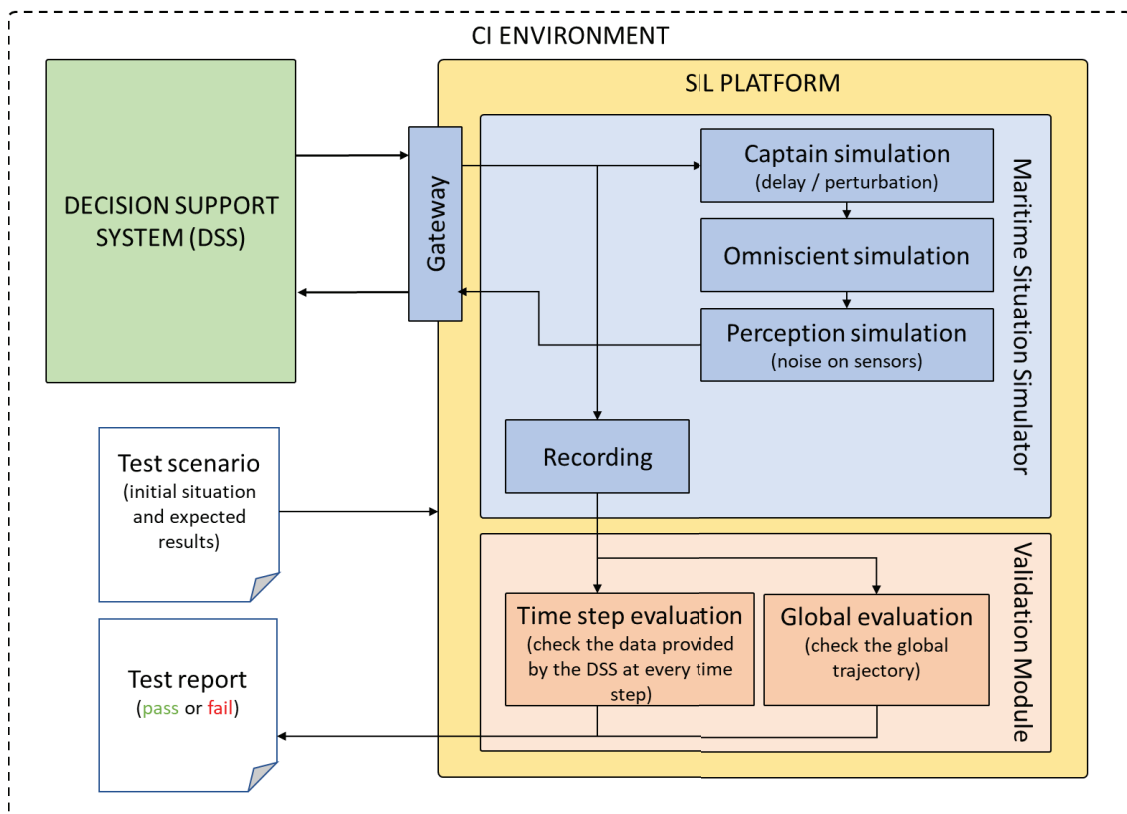 CI ENVIRONMENT
SIL PLATFORM
DECISION SUPPORT
SYSTEM (DSS)
Gateway
Captain simulation
(delay / perturbation)
Omniscient simulation
Perception simulation
(noise on sensors)
Maritime Situation Simulator
Recording
Test scenario
(initial situation
and expected
results)
Time step evaluation
(check the data provided
by the DSS at every time
step)
Global evaluation
(check the global
trajectory)
Validation Module
Test report
(pass or fail)